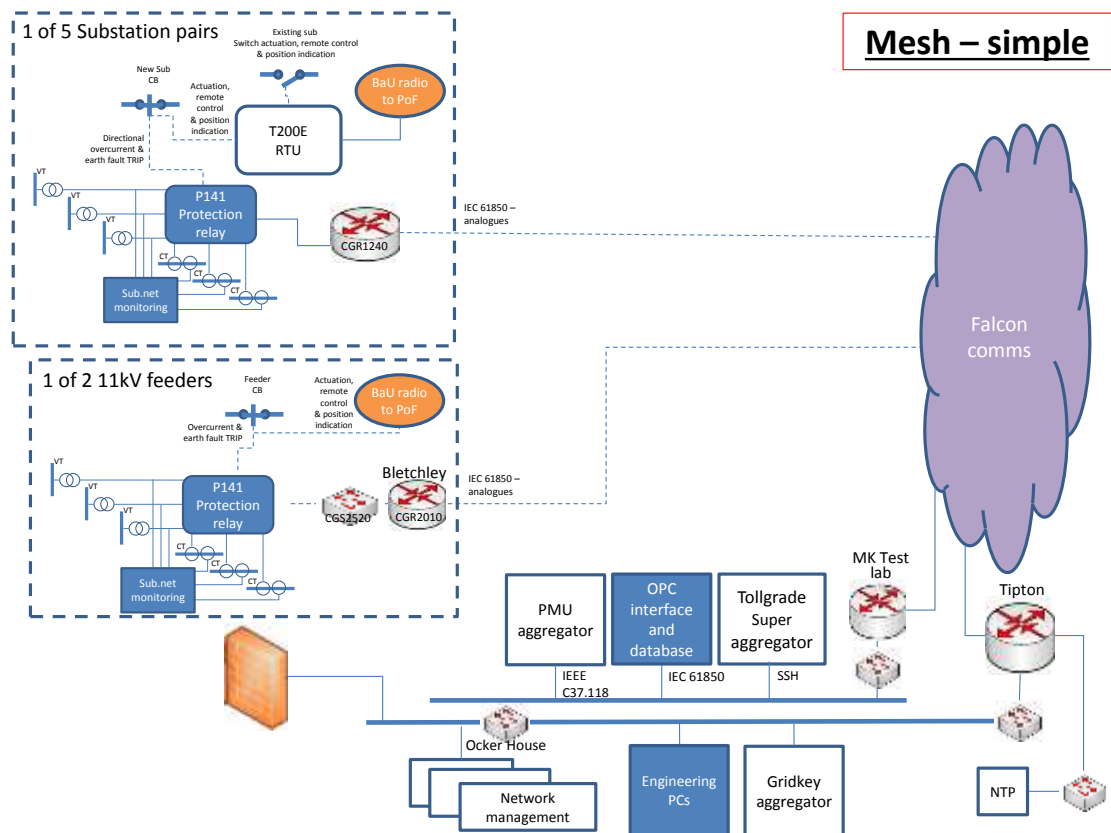 1 of 5 Substation pairs
Mesh – simple
Existing sub
Switch actuation, remote control
& position indication
New Sub
CB
Actuation,
remote
control
& position
indication
BaU radio
to PoF
T200E
RTU
Directional
overcurrent &
earth fault TRIP
VT
VT
VT
P141
Protection
relay
IEC 61850 –
analogues
CGR1240
CT
CT
CT
Sub.net
monitoring
Falcon
comms
1 of 2 11kV feeders
Feeder
CB
Actuation,
remote
control
& position
indication
BaU radio
to PoF
Overcurrent &
earth fault TRIP
VT
VT
VT
P141
Protection
relay
Bletchley
IEC 61850 –
analogues
CGS2520
CGR2010
CT
CT
CT
Sub.net
monitoring
MK Test
lab
Tipton
PMU
aggregator
OPC
interface
and
database
Tollgrade
Super
aggregator
IEEE
C37.118
IEC 61850
SSH
Ocker House
Network
management
Engineering
PCs
Gridkey
aggregator
NTP